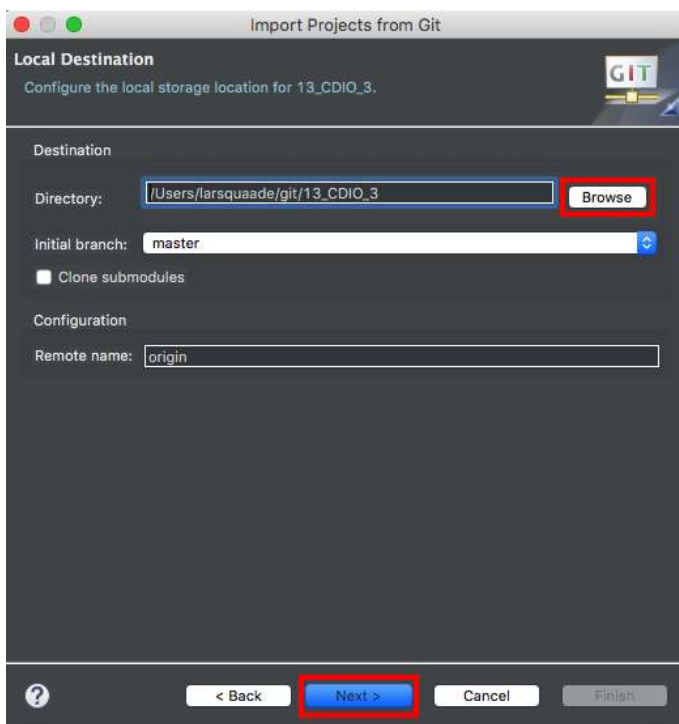 Import Projects from Git
Local Destination
Configure the local storage location for 13_CDIO_3.
GIT
Destination
Directory: /Users/larsquaade/git/13_CDIO_3 Browse
Initial branch: master
Clone submodules
Configuration
Remote name: origin
? < Back Next > Cancel Finish